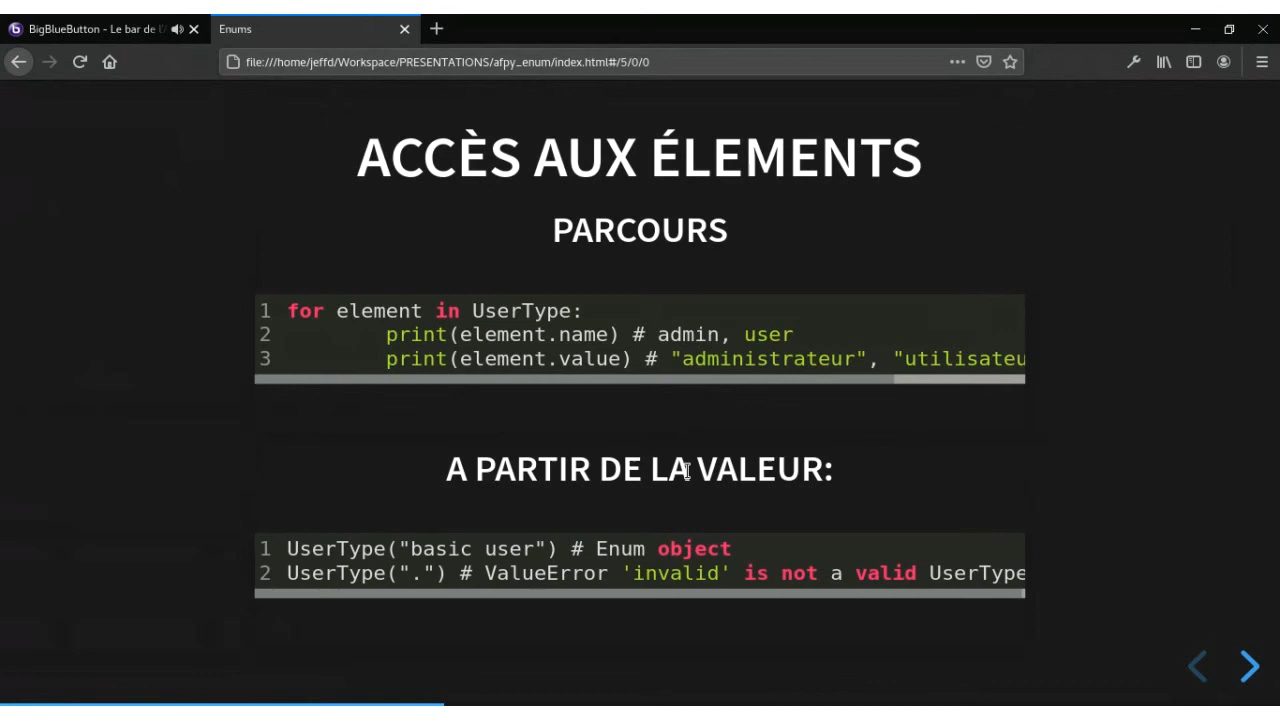 BigBlueButton - Le bar de l'
Enums
file:///home/jeffd/Workspace/PRESENTATIONS/afpy_enum/index.html#/5/0/0
ACCÈS AUX ÉLEMENTS
PARCOURS
1 for element in UserType:
2 print(element.name) # admin, user
3 print(element.value) # "administrateur", "utilisateu
A PARTIR DE LA VALEUR:
1 UserType("basic user") # Enum object
2 UserType(".") # ValueError 'invalid' is not a valid UserType